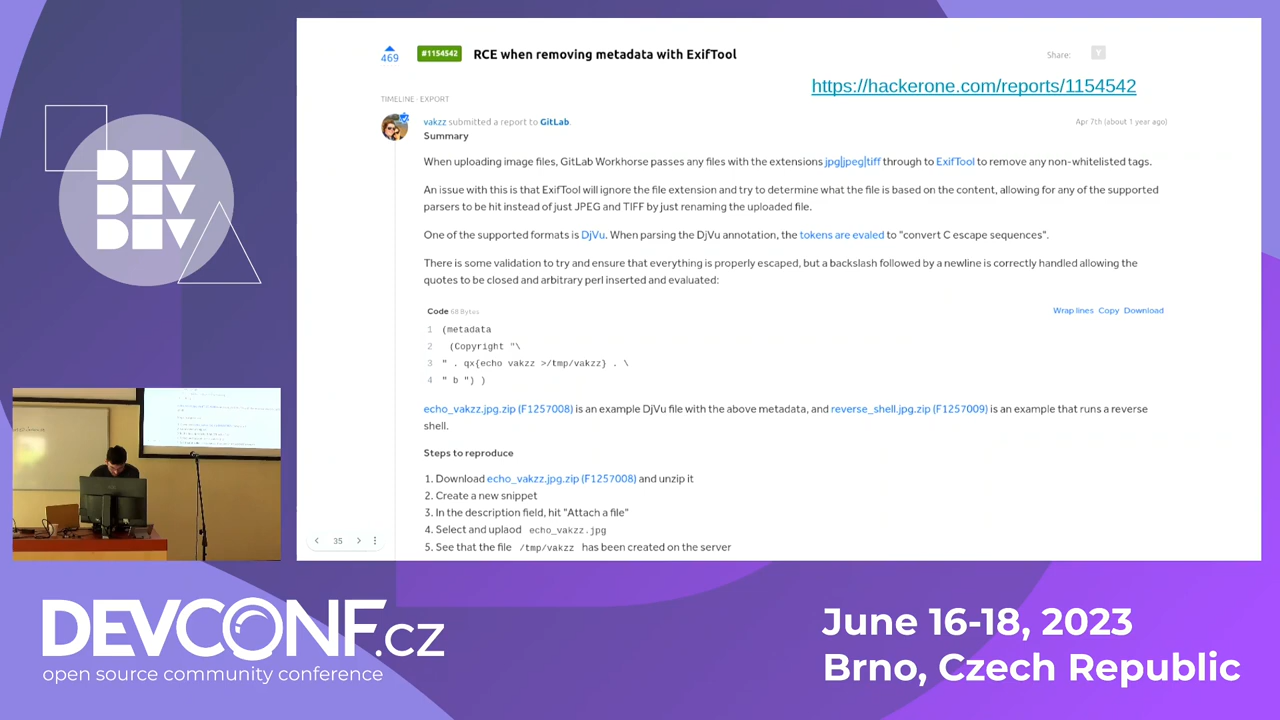 469
#1154542
RCE when removing metadata with ExifTool
Share:
Y
https://hackerone.com/reports/1154542
TIMELINE · EXPORT
vakzz submitted a report to GitLab.
Apr 7th (about 1 year ago)
Summary
When uploading image files, GitLab Workhorse passes any files with the extensions jpg|jpeg|tiff through to ExifTool to remove any non-whitelisted tags.
An issue with this is that ExifTool will ignore the file extension and try to determine what the file is based on the content, allowing for any of the supported
parsers to be hit instead of just JPEG and TIFF by just renaming the uploaded file.
One of the supported formats is DjVu. When parsing the DjVu annotation, the tokens are evaled to "convert C escape sequences".
There is some validation to try and ensure that everything is properly escaped, but a backslash followed by a newline is correctly handled allowing the
quotes to be closed and arbitrary perl inserted and evaluated:
Code 68 Bytes
Wrap lines Copy Download
1 (metadata
2 (Copyright "\
3 " . qx{echo vakzz >/tmp/vakzz} . \
4 " b ") )
echo_vakzz.jpg.zip (F1257008) is an example DjVu file with the above metadata, and reverse_shell.jpg.zip (F1257009) is an example that runs a reverse
shell.
Steps to reproduce
1. Download echo_vakzz.jpg.zip (F1257008) and unzip it
2. Create a new snippet
3. In the description field, hit "Attach a file"
4. Select and uplaod echo_vakzz.jpg
5. See that the file /tmp/vakzz has been created on the server
35
DEV
DEV
DEV
DEVCONF.cz
open source community conference
June 16-18, 2023
Brno, Czech Republic